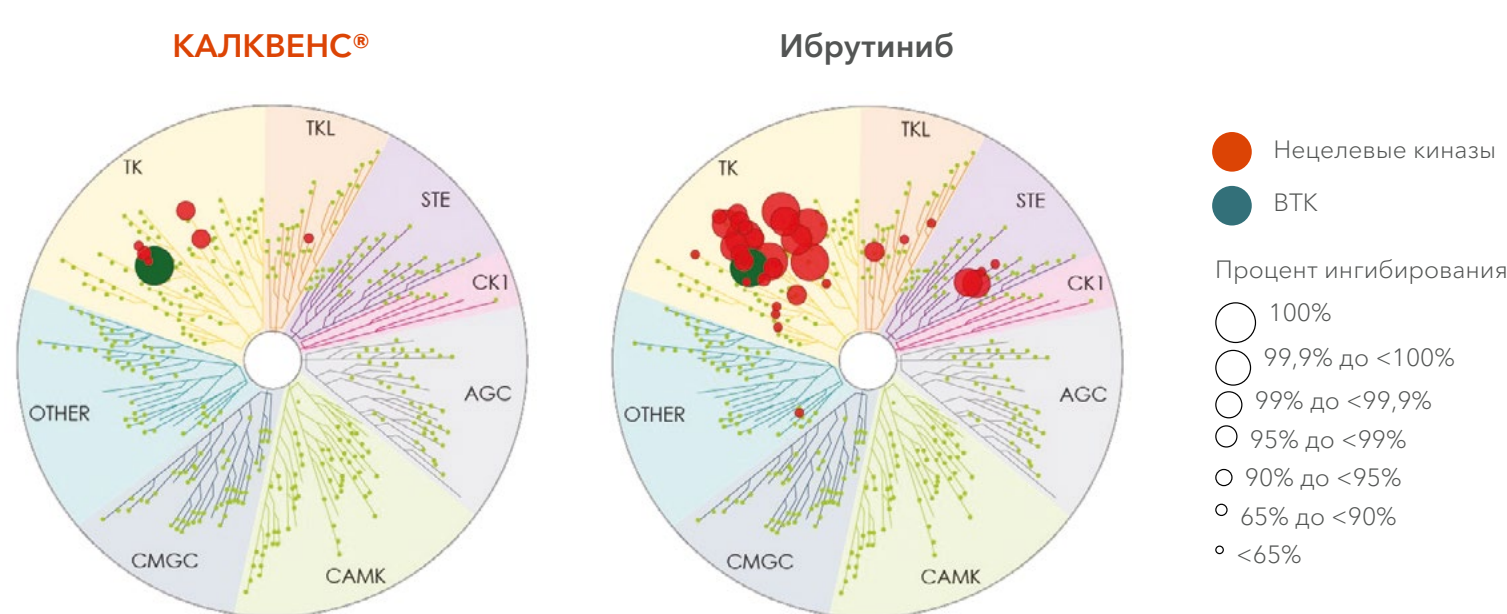 КАЛКВЕНС®
Ибрутиниб
TK
TKL
STE
CK1
AGC
CAMK
CMGC
OTHER
TK
TKL
STE
CK1
AGC
CAMK
CMGC
OTHER
Нецелевые киназы
ВТК
Процент ингибирования
100%
99,9% до <100%
99% до <99,9%
95% до <99%
90% до <95%
65% до <90%
<65%